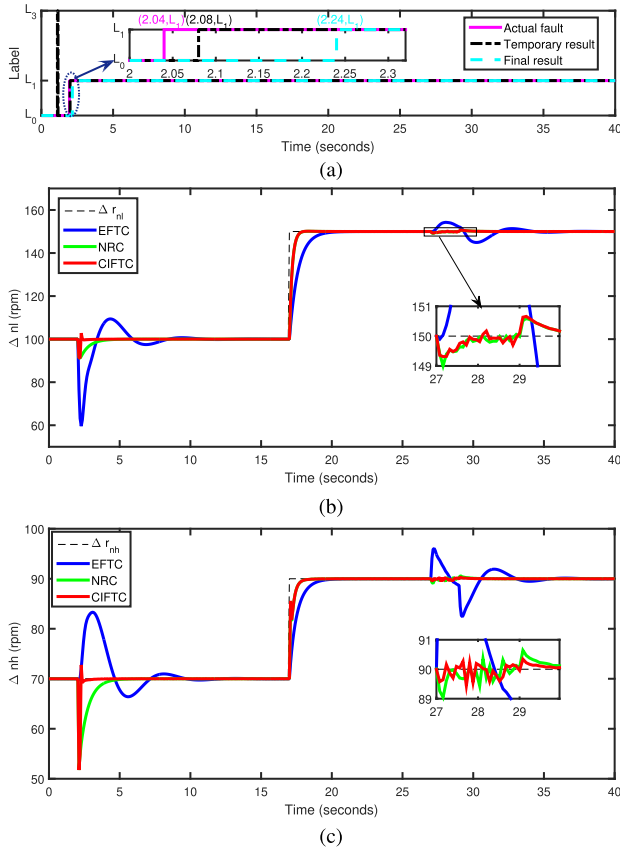 L3
(2.04,L1) (2.08,L1) (2.24,L1)
L1
L0
2 2.05 2.1 2.15 2.2 2.25 2.3
Actual fault
Temporary result
Final result
Label
L1
L0
0 5 10 15 20 25 30 35 40
Time (seconds)
(a)
Δ r nl
EFTC
NRC
CIFTC
160
140
120
100
80
60
Δ nl (rpm)
151
150
149
27 28 29
0 5 10 15 20 25 30 35 40
Time (seconds)
(b)
100
Δ r nh
EFTC
NRC
CIFTC
90
80
70
60
50
Δ nh (rpm)
91
90
89
27 28 29
0 5 10 15 20 25 30 35 40
Time (seconds)
(c)